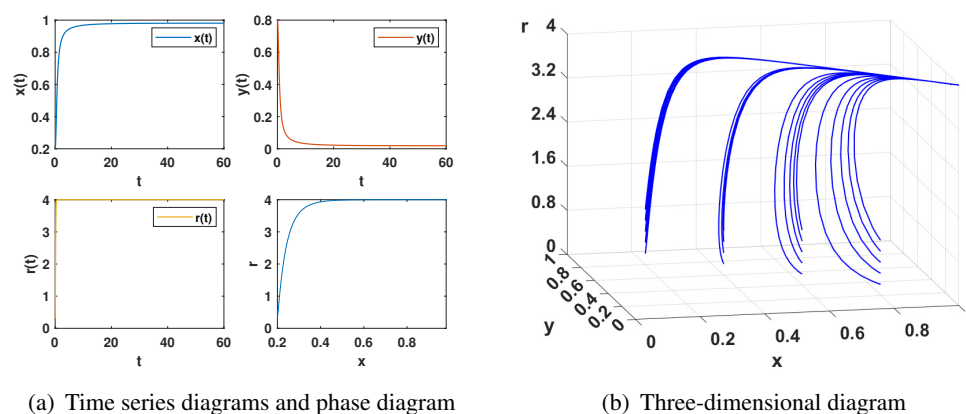 1
0.8
0.6
0.4
0.2
x(t)
x(t)
0 20 40 60
t
0.8
0.6
0.4
0.2
0
y(t)
y(t)
0 20 40 60
t
4
3
2
1
0
r(t)
r(t)
0 20 40 60
t
4
3
2
1
0
r
0.2 0.4 0.6 0.8
x
(a) Time series diagrams and phase diagram
r 4
3.2
2.4
1.6
0.8
0
1
0.8
0.6
0.4
0.2
0
y
0 0.2 0.4 0.6 0.8
x
(b) Three-dimensional diagram